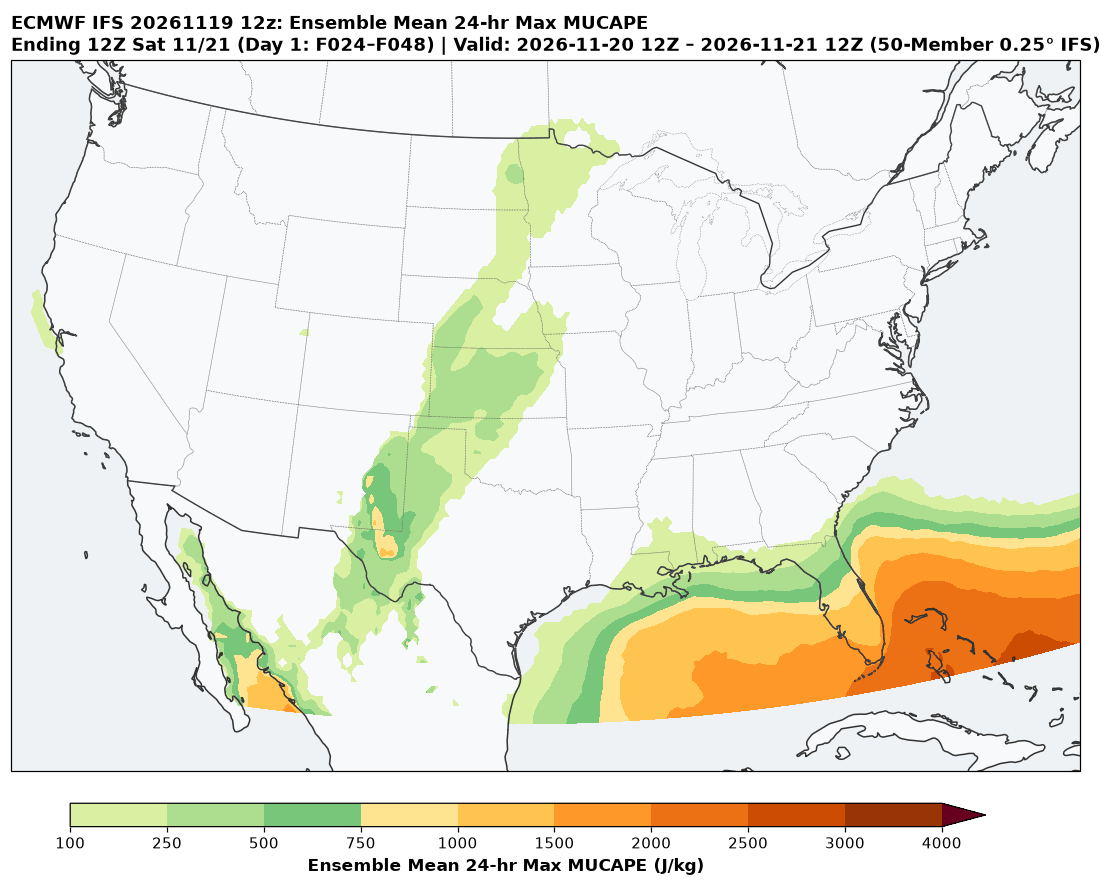 ECMWF IFS 20261119 12z: Ensemble Mean 24-hr Max MUCAPE
Ending 12Z Sat 11/21 (Day 1: F024–F048) | Valid: 2026-11-20 12Z – 2026-11-21 12Z (50-Member 0.25° IFS)
100 250 500 750 1000 1500 2000 2500 3000 4000
Ensemble Mean 24-hr Max MUCAPE (J/kg)